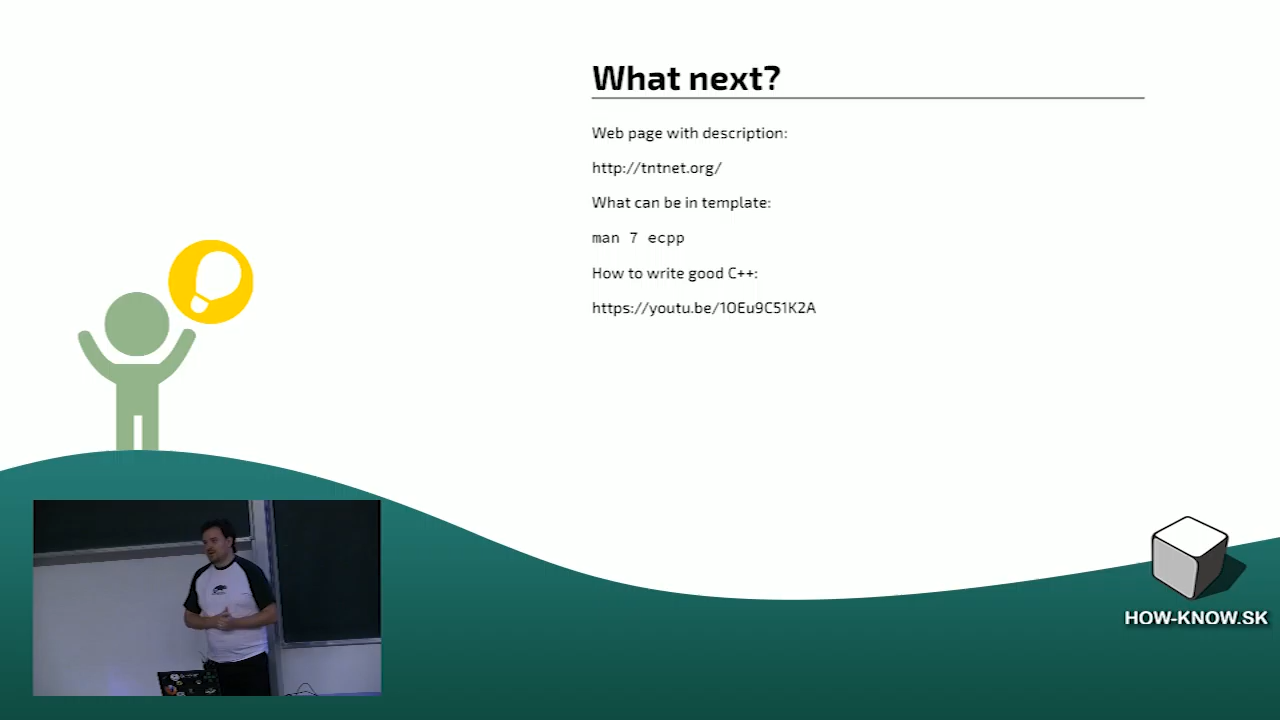 What next?
Web page with description:
http://tntnet.org/
What can be in template:
man 7 ecpp
How to write good C++:
https://youtu.be/1OEu9C51K2A
HOW-KNOW.SK